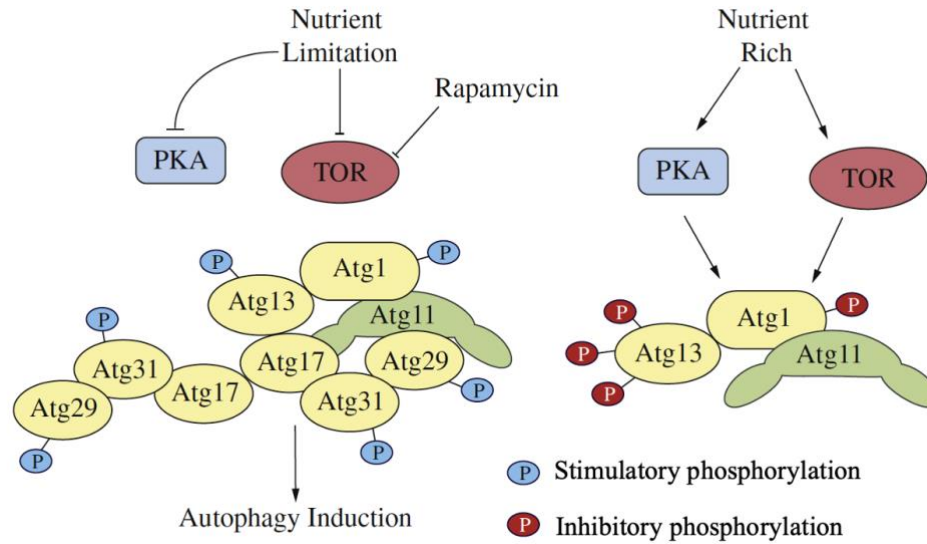 Nutrient
Limitation
Rapamycin
PKA
TOR
P
Atg1
P
Atg13
Atg11
P
Atg31
Atg17
Atg17
Atg29
Atg29
Atg31
P
P
P
Autophagy Induction
Nutrient
Rich
PKA
TOR
Atg1
P
P
P
Atg13
Atg11
P
P Stimulatory phosphorylation
P Inhibitory phosphorylation